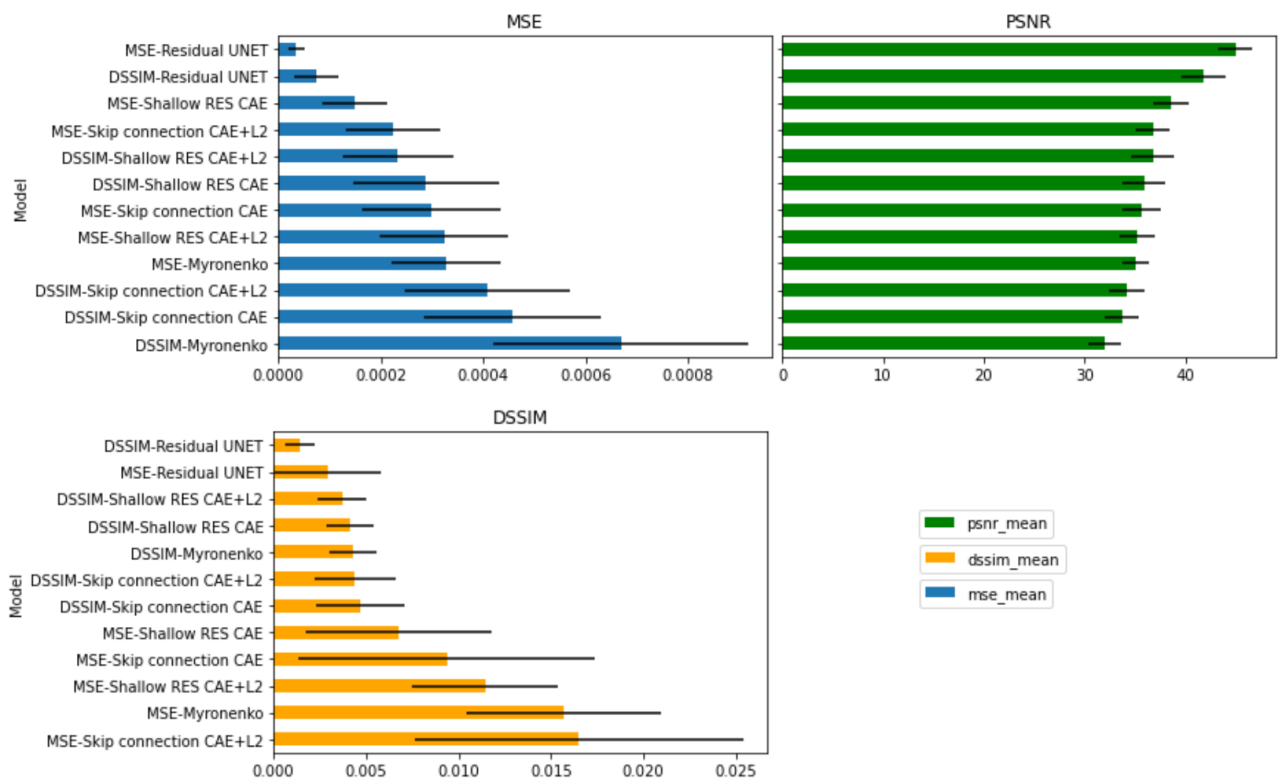 MSE
PSNR
Model
MSE-Residual UNET
DSSIM-Residual UNET
MSE-Shallow RES CAE
MSE-Skip connection CAE+L2
DSSIM-Shallow RES CAE+L2
DSSIM-Shallow RES CAE
MSE-Skip connection CAE
MSE-Shallow RES CAE+L2
MSE-Myronenko
DSSIM-Skip connection CAE+L2
DSSIM-Skip connection CAE
DSSIM-Myronenko
0.0000 0.0002 0.0004 0.0006 0.0008
0 10 20 30 40
DSSIM
Model
DSSIM-Residual UNET
MSE-Residual UNET
DSSIM-Shallow RES CAE+L2
DSSIM-Shallow RES CAE
DSSIM-Myronenko
DSSIM-Skip connection CAE+L2
DSSIM-Skip connection CAE
MSE-Shallow RES CAE
MSE-Skip connection CAE
MSE-Shallow RES CAE+L2
MSE-Myronenko
MSE-Skip connection CAE+L2
0.000 0.005 0.010 0.015 0.020 0.025
psnr_mean
dssim_mean
mse_mean